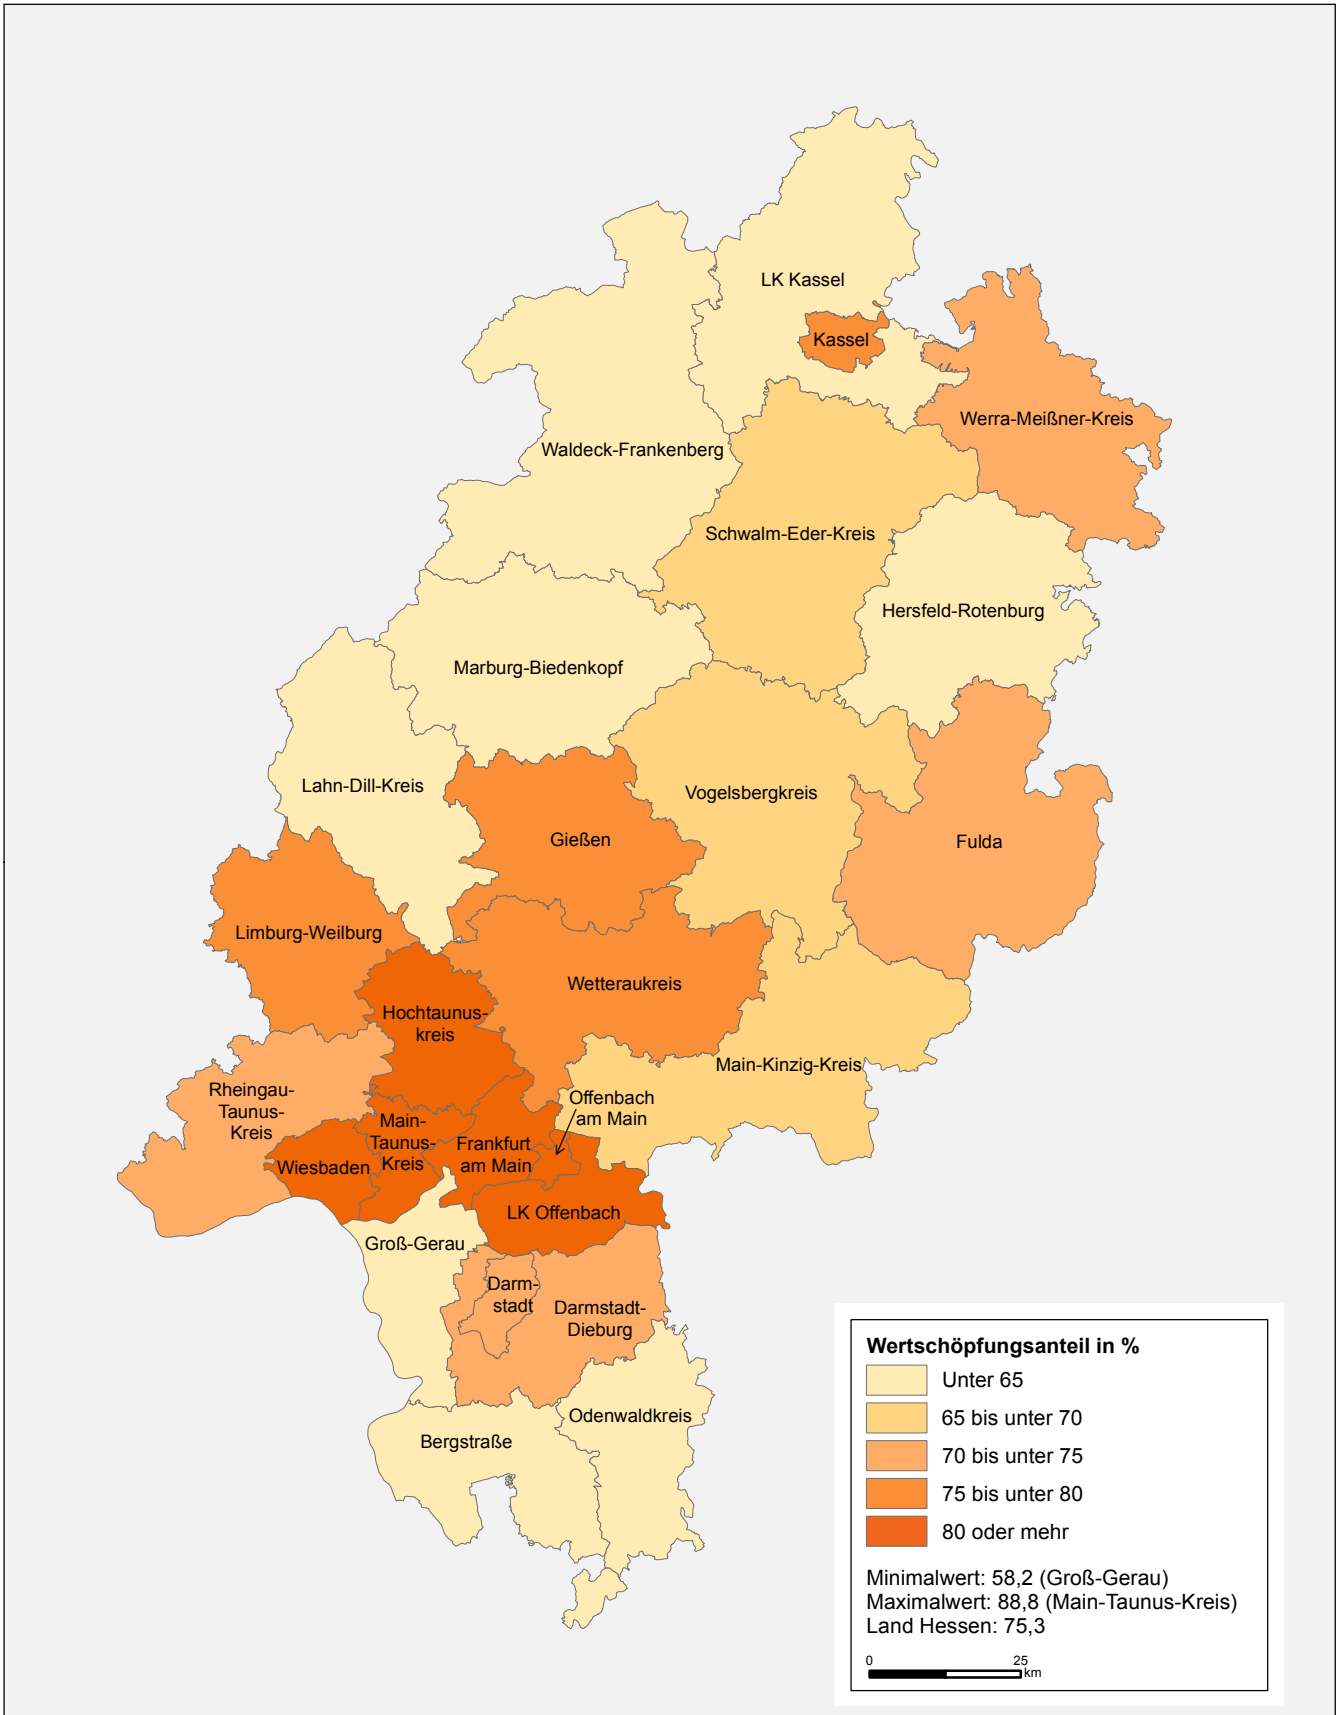 LK Kassel
Kassel
Werra-Meißner-Kreis
Waldeck-Frankenberg
Schwalm-Eder-Kreis
Hersfeld-Rotenburg
Marburg-Biedenkopf
Lahn-Dill-Kreis
Vogelsbergkreis
Gießen
Fulda
Limburg-Weilburg
Wetteraukreis
Hochtaunus-
kreis
Main-Kinzig-Kreis
Rheingau-
Taunus-
Kreis
Offenbach
am Main
Main-
Taunus-
Kreis
Frankfurt
am Main
Wiesbaden
LK Offenbach
Groß-Gerau
Darm-
stadt
Darmstadt-
Dieburg
Odenwaldkreis
Bergstraße
Wertschöpfungsanteil in %
Unter 65
65 bis unter 70
70 bis unter 75
75 bis unter 80
80 oder mehr
Minimalwert: 58,2 (Groß-Gerau)
Maximalwert: 88,8 (Main-Taunus-Kreis)
Land Hessen: 75,3
0 25
km